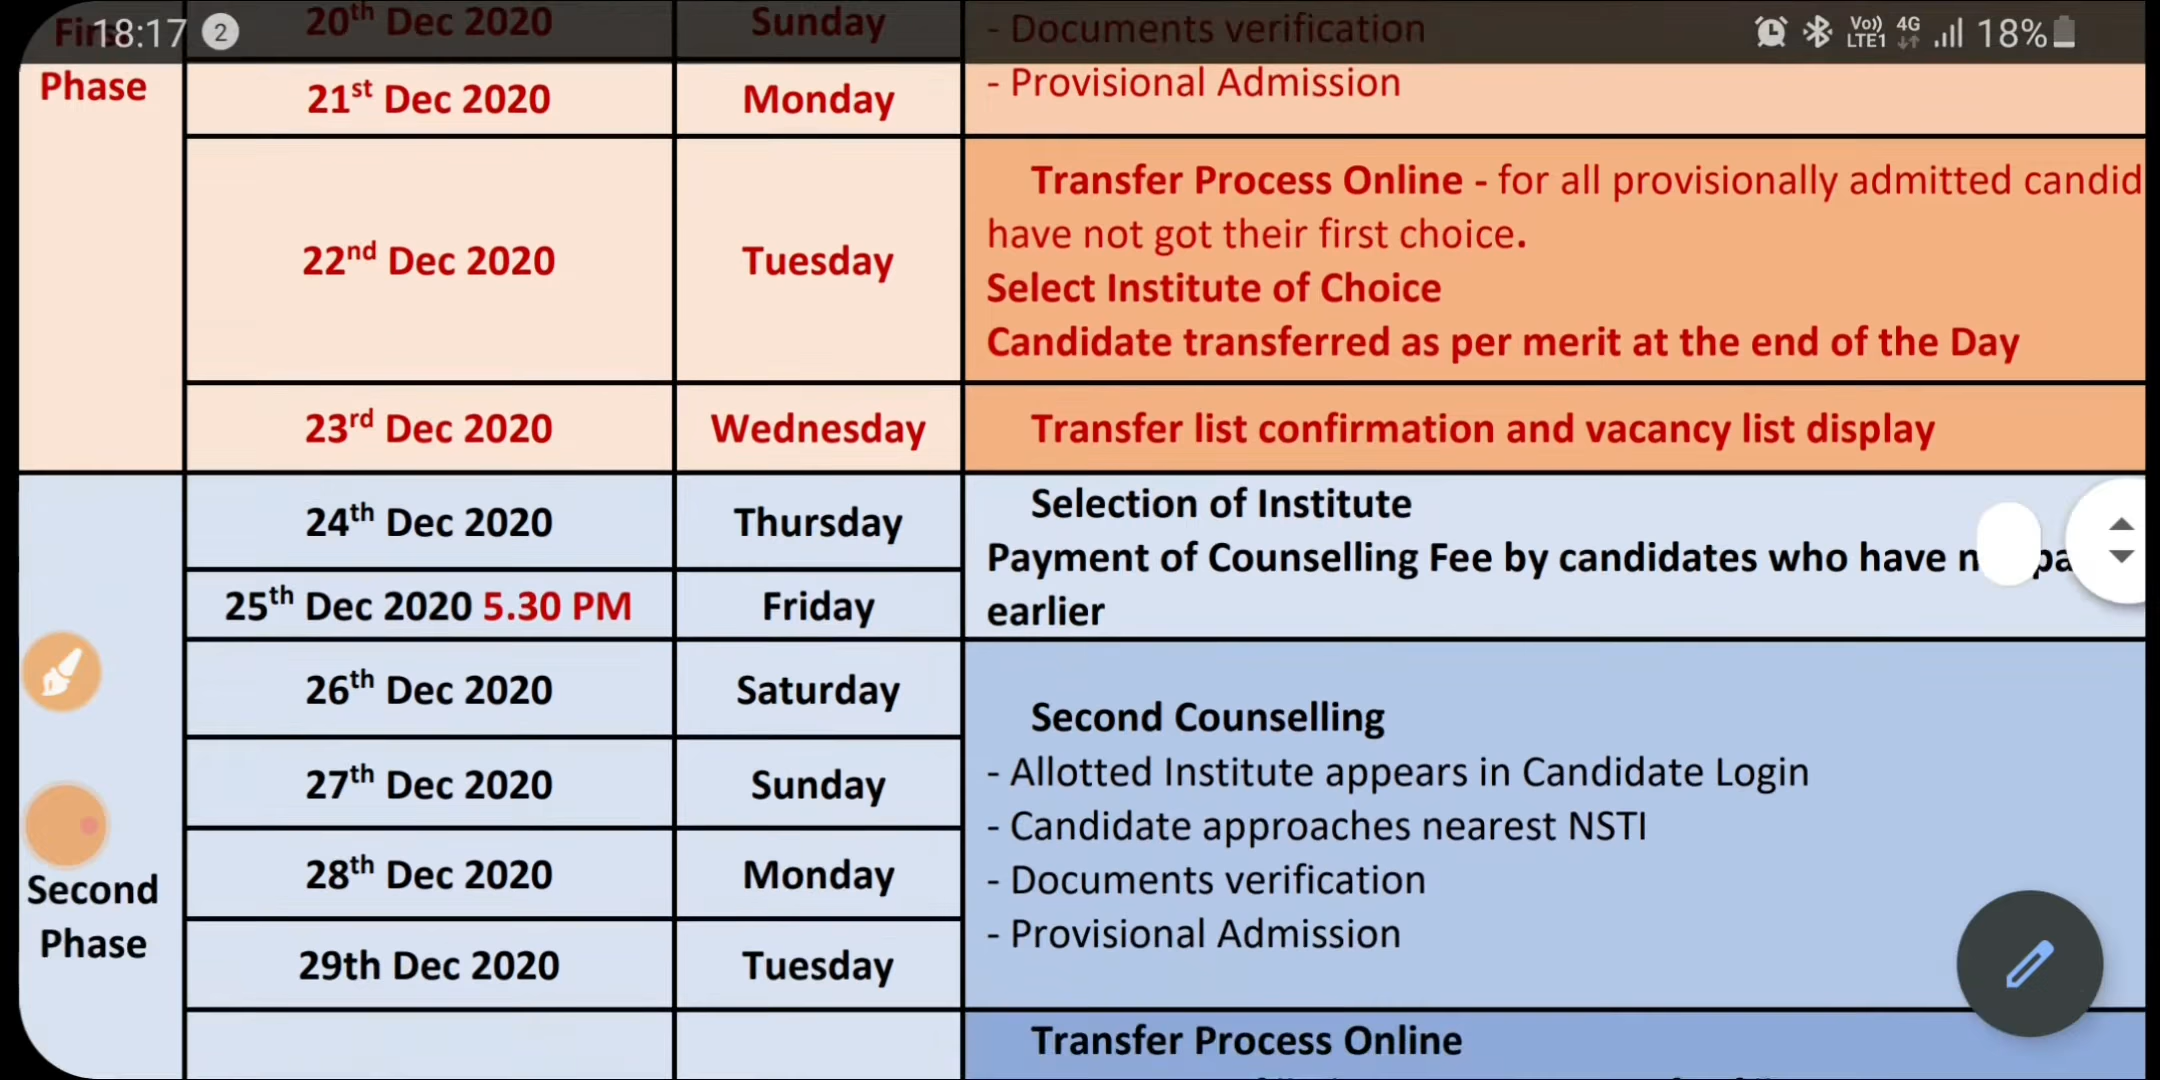 18:17 2
Vo)) LTE1 4G 18%
First
Phase
20th Dec 2020 Sunday
- Documents verification
21st Dec 2020 Monday
- Provisional Admission
22nd Dec 2020 Tuesday
Transfer Process Online - for all provisionally admitted candid
have not got their first choice.
Select Institute of Choice
Candidate transferred as per merit at the end of the Day
23rd Dec 2020 Wednesday
Transfer list confirmation and vacancy list display
Second
Phase
24th Dec 2020 Thursday
25th Dec 2020 5.30 PM Friday
Selection of Institute
Payment of Counselling Fee by candidates who have
earlier
26th Dec 2020 Saturday
27th Dec 2020 Sunday
28th Dec 2020 Monday
29th Dec 2020 Tuesday
Second Counselling
- Allotted Institute appears in Candidate Login
- Candidate approaches nearest NSTI
- Documents verification
- Provisional Admission
Transfer Process Online